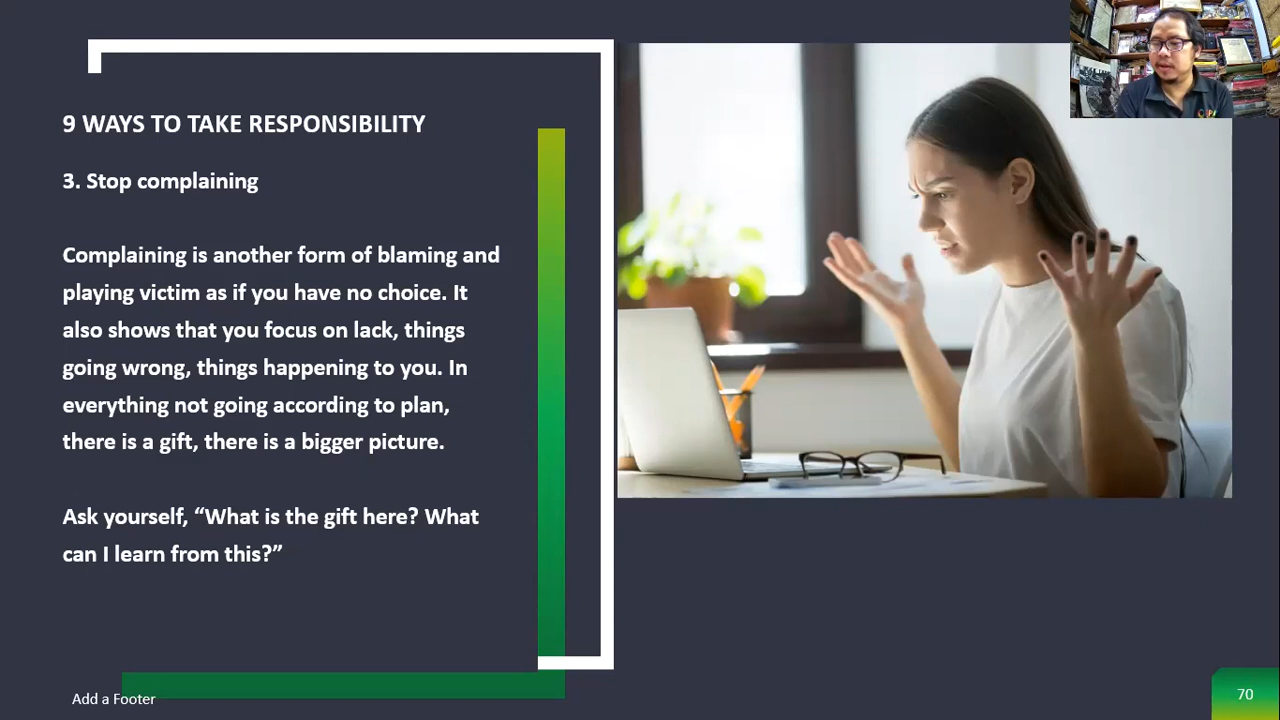 9 WAYS TO TAKE RESPONSIBILITY
3. Stop complaining
Complaining is another form of blaming and
playing victim as if you have no choice. It
also shows that you focus on lack, things
going wrong, things happening to you. In
everything not going according to plan,
there is a gift, there is a bigger picture.
Ask yourself, “What is the gift here? What
can I learn from this?”
Add a Footer
70